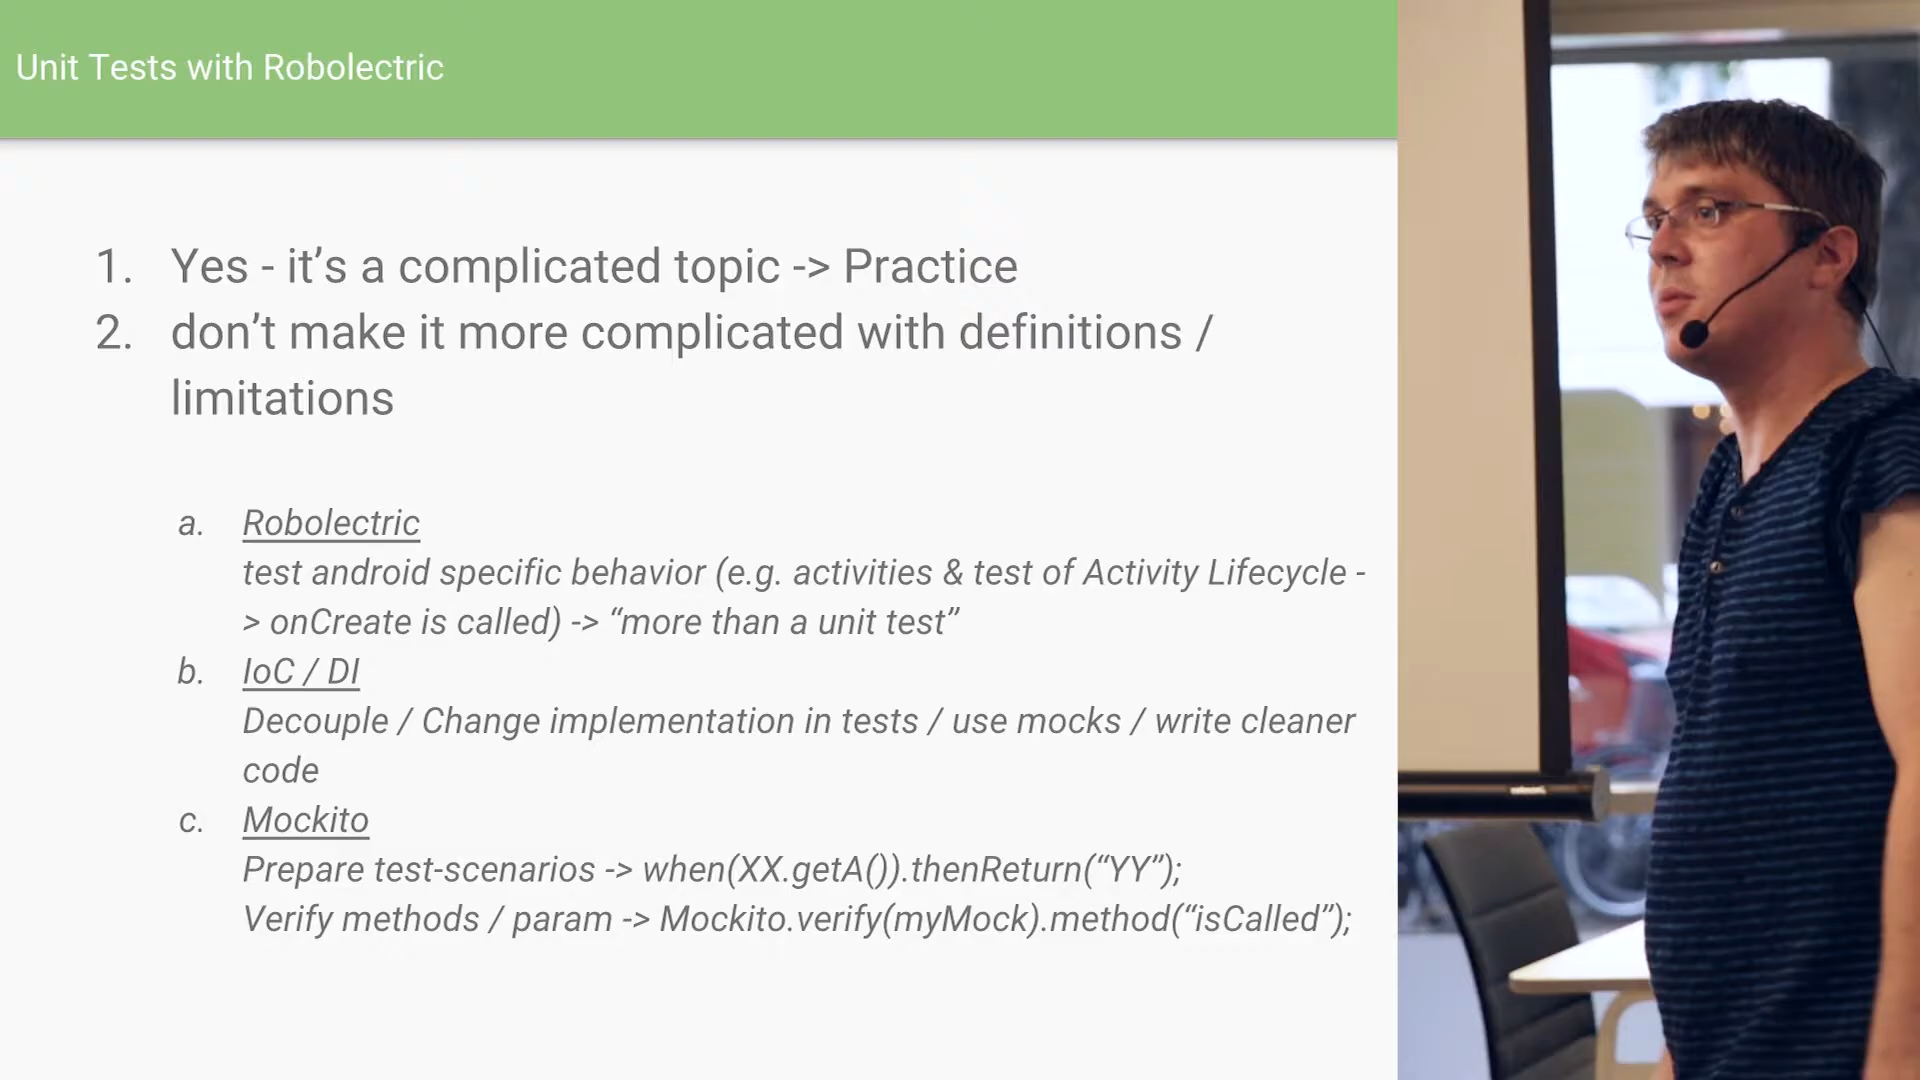 Unit Tests with Robolectric
1. Yes - it’s a complicated topic -> Practice
2. don’t make it more complicated with definitions /
limitations
a. Robolectric
test android specific behavior (e.g. activities & test of Activity Lifecycle -
> onCreate is called) -> “more than a unit test”
b. IoC / DI
Decouple / Change implementation in tests / use mocks / write cleaner
code
c. Mockito
Prepare test-scenarios -> when(XX.getA()).thenReturn(“YY”);
Verify methods / param -> Mockito.verify(myMock).method(“isCalled”);